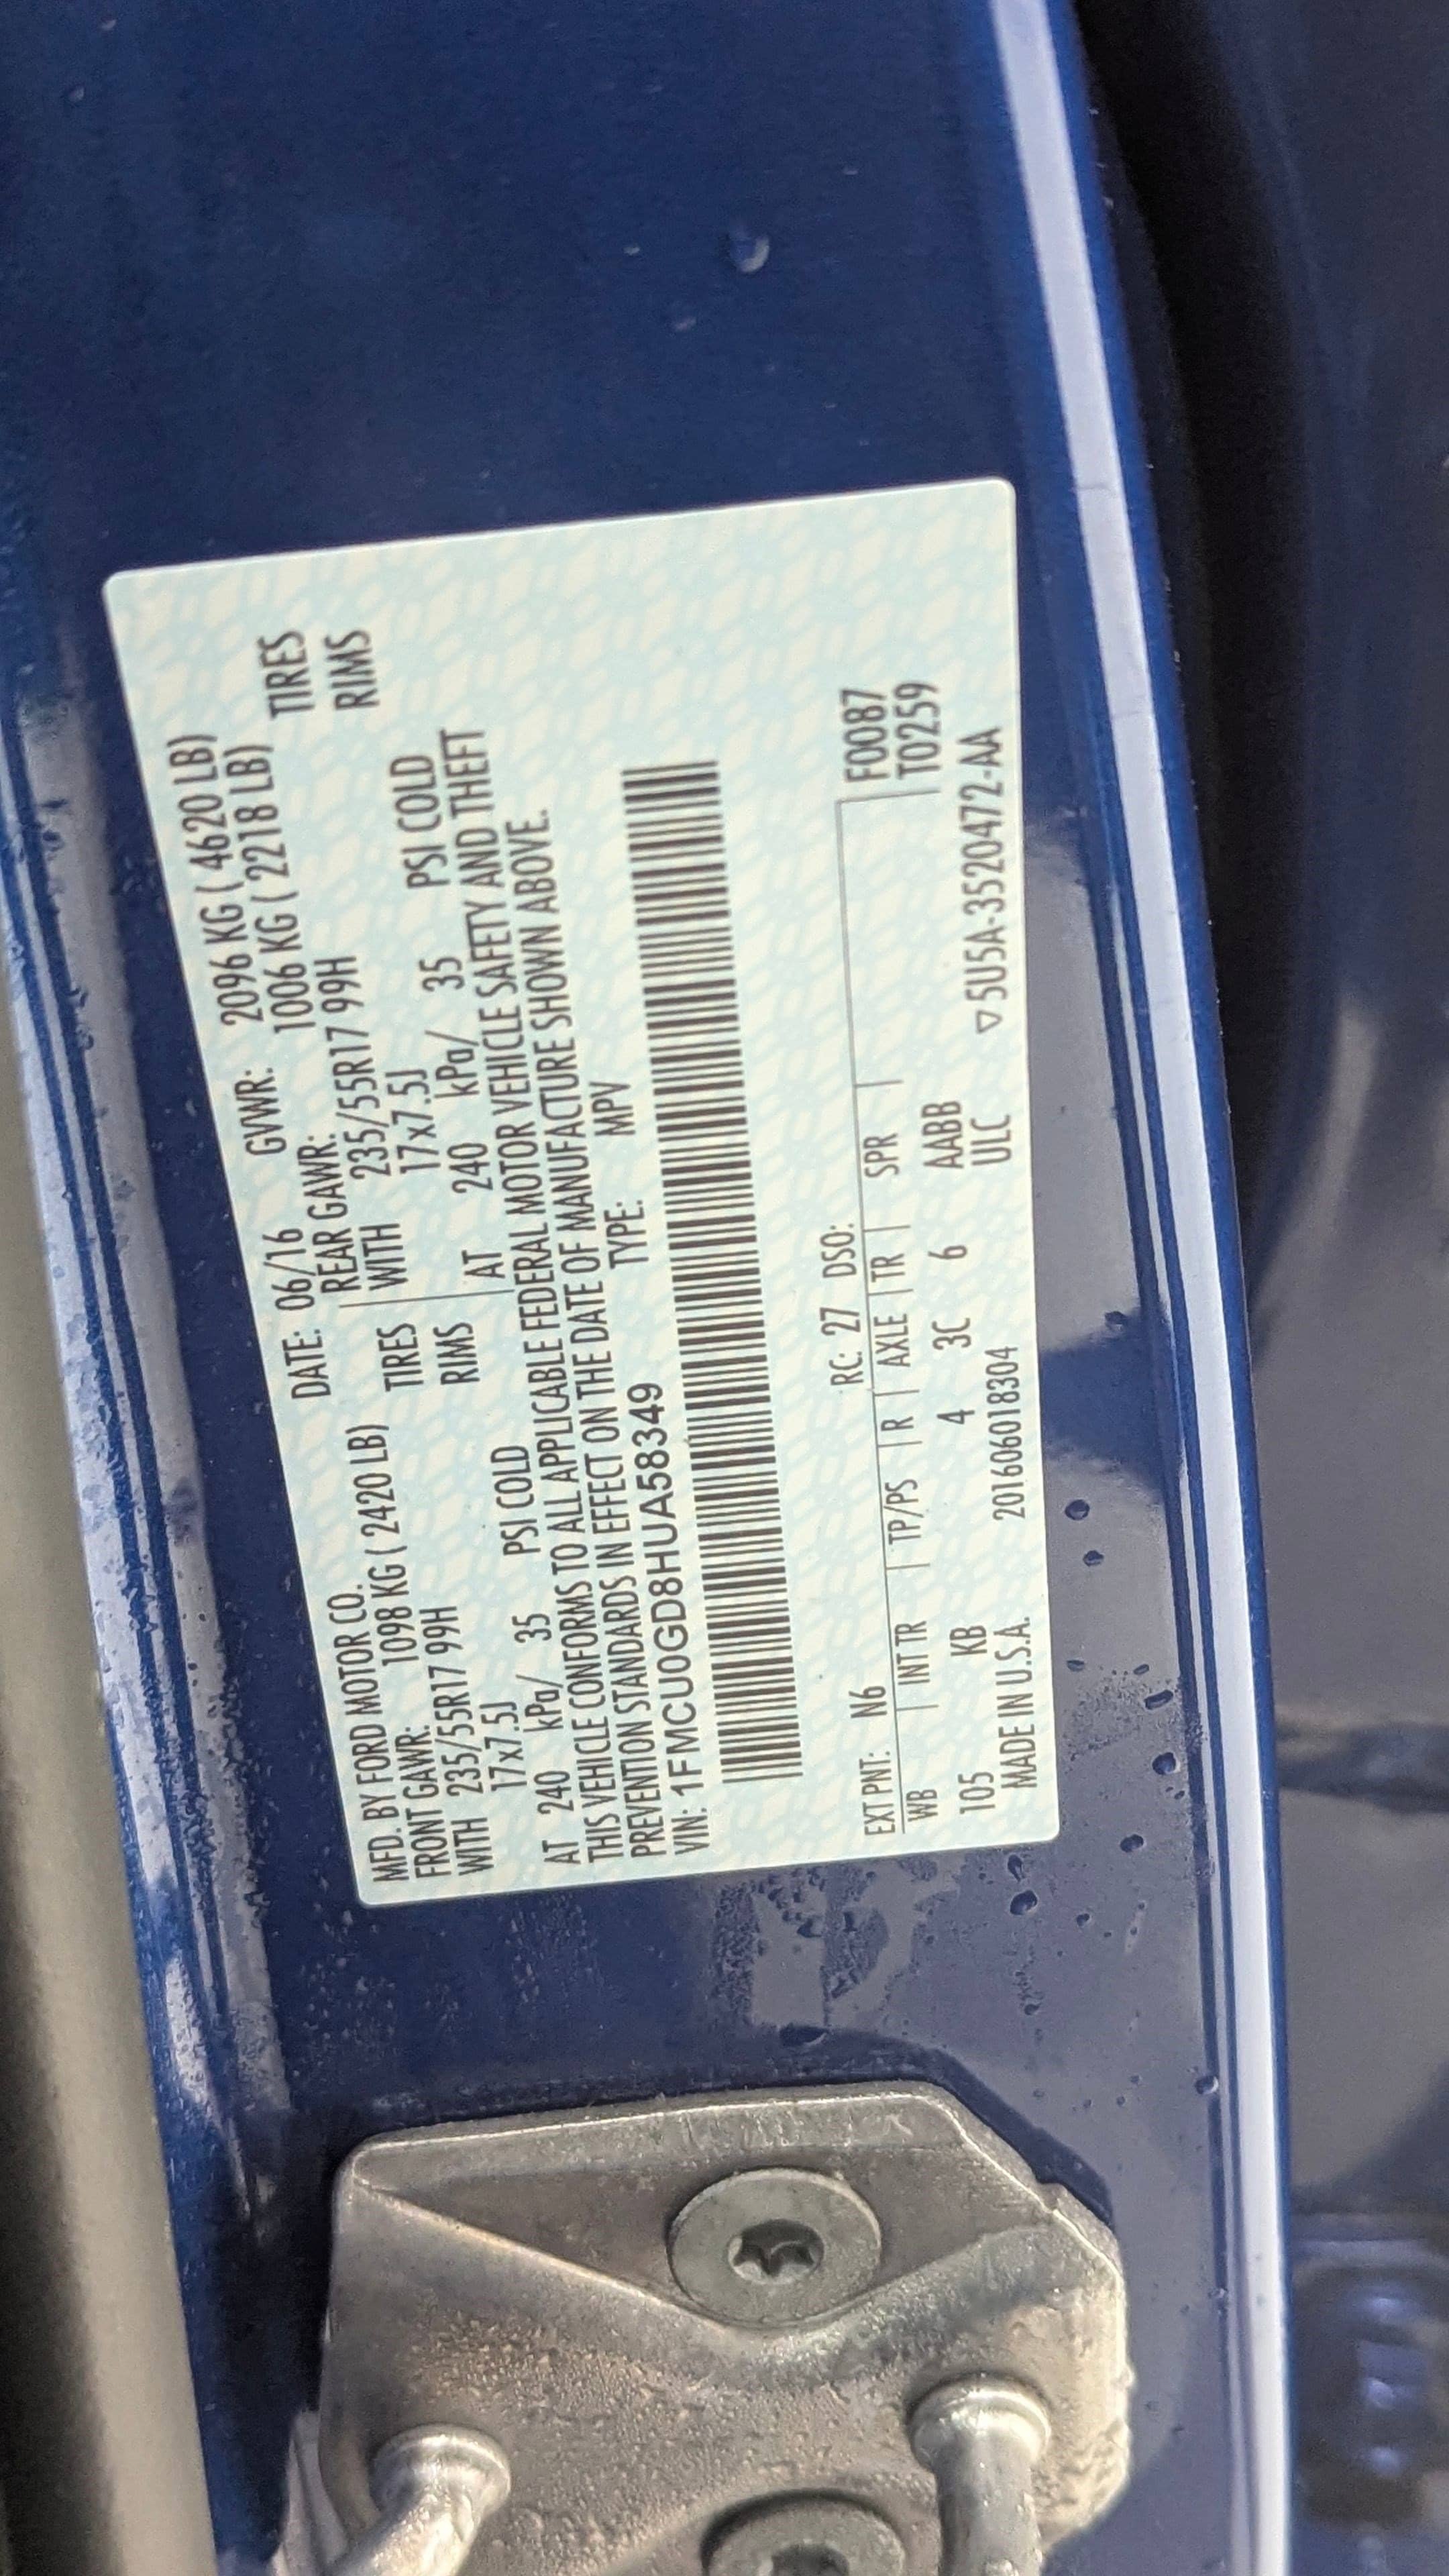 MFD. BY FORD MOTOR CO. DATE: 06/16 GVWR: 2096 KG ( 4620 LB)
FRONT GAWR: 1098 KG ( 2420 LB) REAR GAWR: 1006 KG ( 2218 LB)
WITH 235/55R17 99H TIRES WITH 235/55R17 99H TIRES
17x7.5J RIMS 17x7.5J RIMS
AT 240 kPa/ 35 PSI COLD AT 240 kPa/ 35 PSI COLD
THIS VEHICLE CONFORMS TO ALL APPLICABLE FEDERAL MOTOR VEHICLE SAFETY AND THEFT
PREVENTION STANDARDS IN EFFECT ON THE DATE OF MANUFACTURE SHOWN ABOVE.
VIN: 1FMCU0GD8HUA58349 TYPE: MPV
EXT PNT: N6 RC: 27 DSO: F0087
WB INT TR TP/PS R AXLE TR SPR T0259
105 KB 4 3C 6 AABB
MADE IN U.S.A. 20160601‎8304 ULC ▽5U5A-3520472-AA